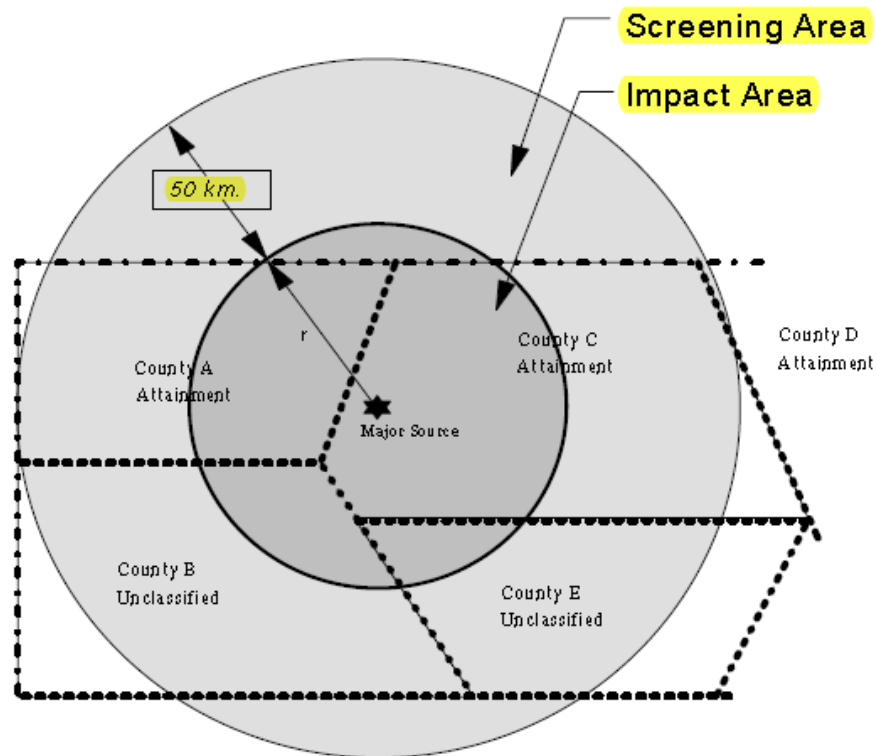 Screening Area
Impact Area
50 km.
r
County A
Attainment
County C
Attainment
County D
Attainment
Major Source
County B
Unclassified
County E
Unclassified